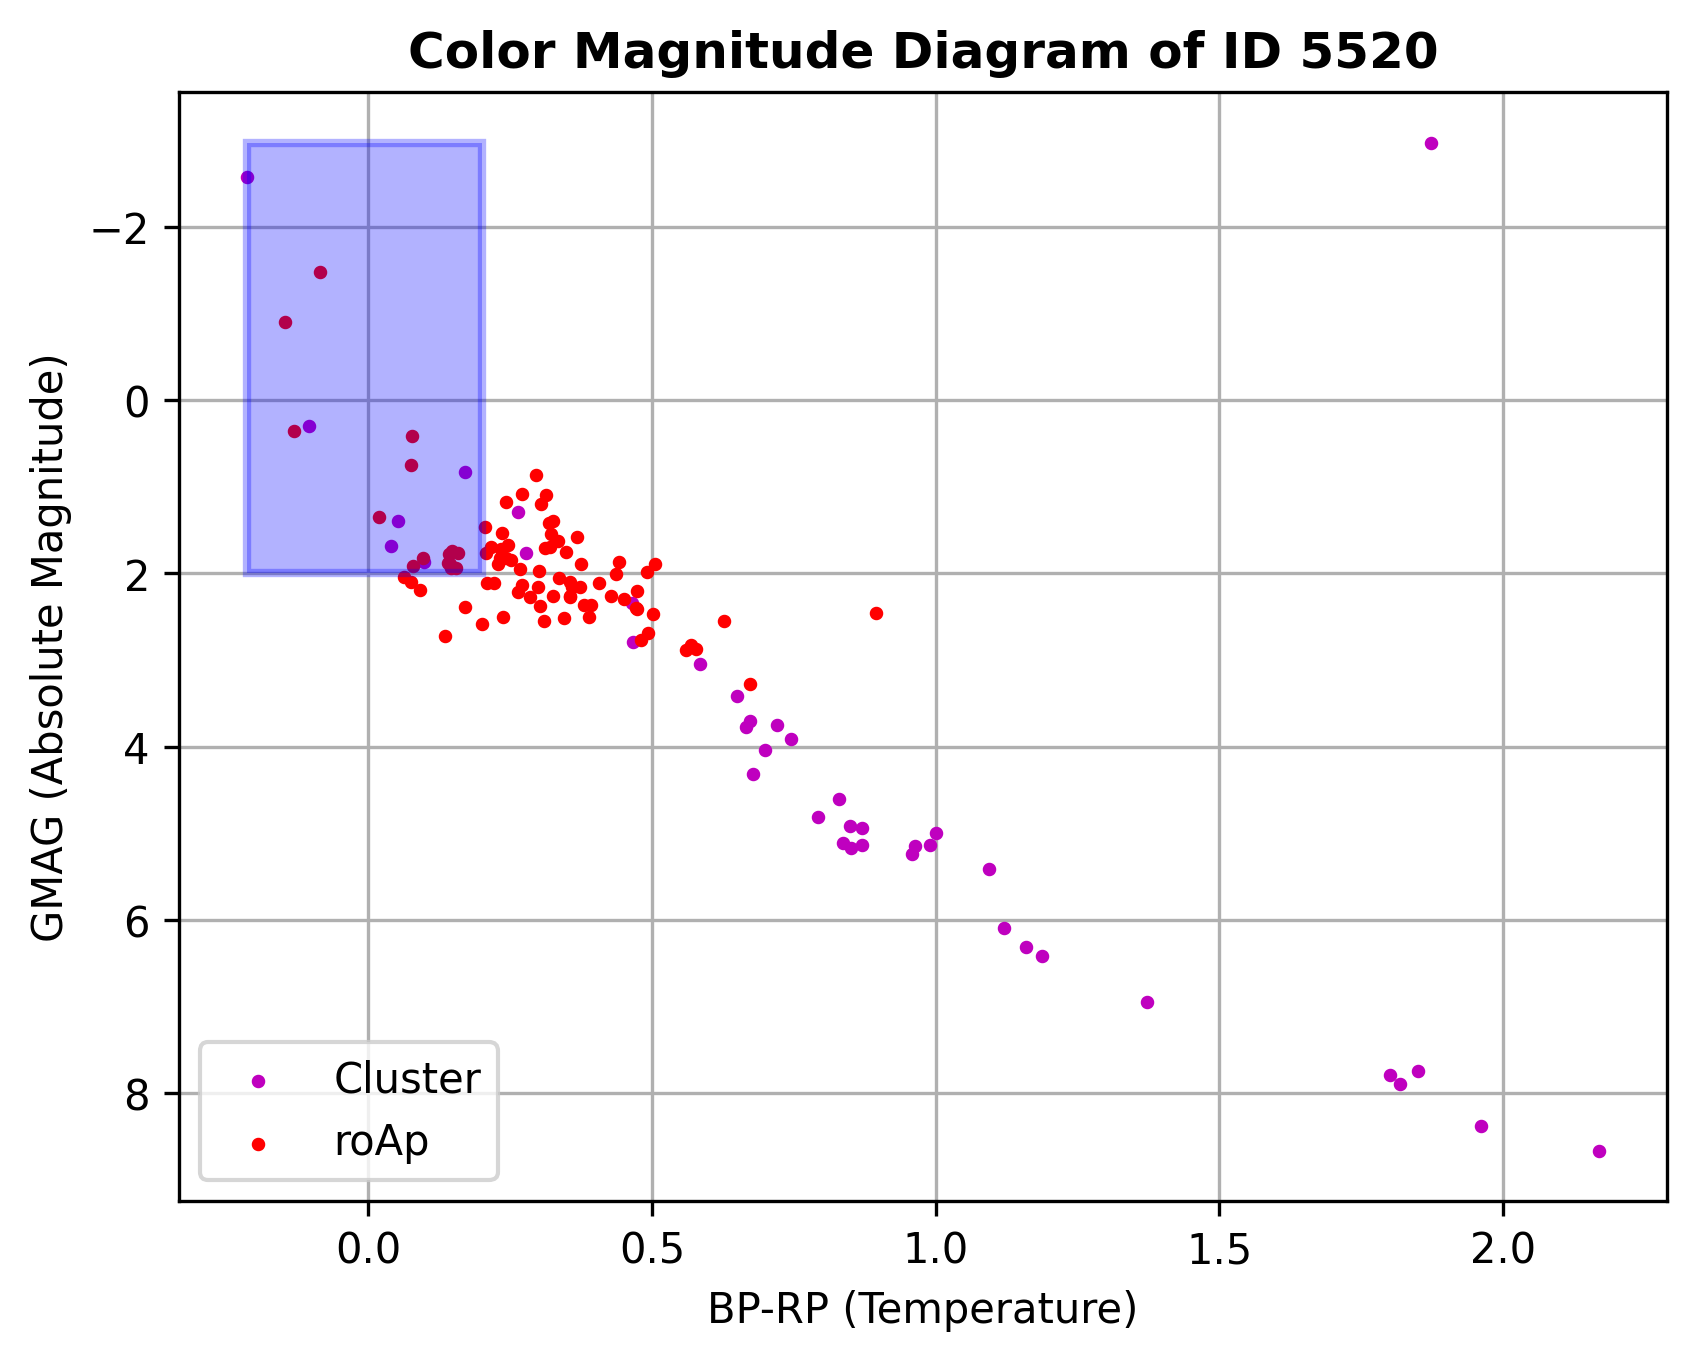 Color Magnitude Diagram of ID 5520
GMAG (Absolute Magnitude)
−2
0
2
4
6
8
Cluster
roAp
0.0 0.5 1.0 1.5 2.0
BP-RP (Temperature)